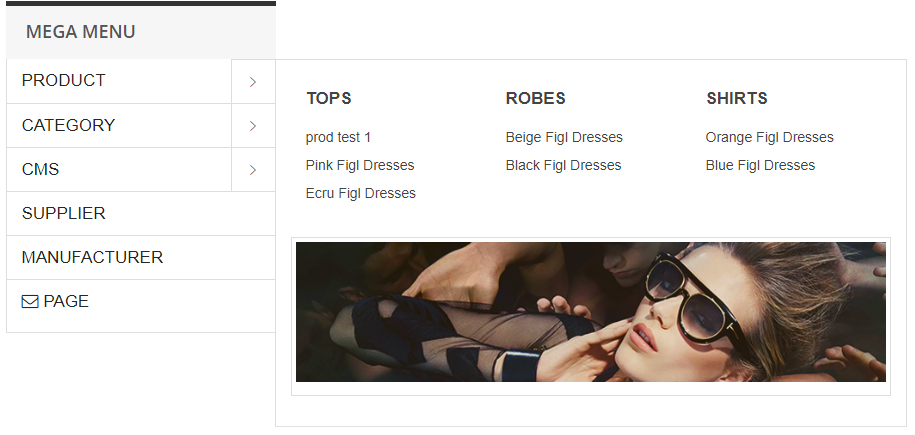 MEGA MENU
PRODUCT
CATEGORY
CMS
SUPPLIER
MANUFACTURER
PAGE
TOPS
prod test 1
Pink Figl Dresses
Ecru Figl Dresses
ROBES
Beige Figl Dresses
Black Figl Dresses
SHIRTS
Orange Figl Dresses
Blue Figl Dresses